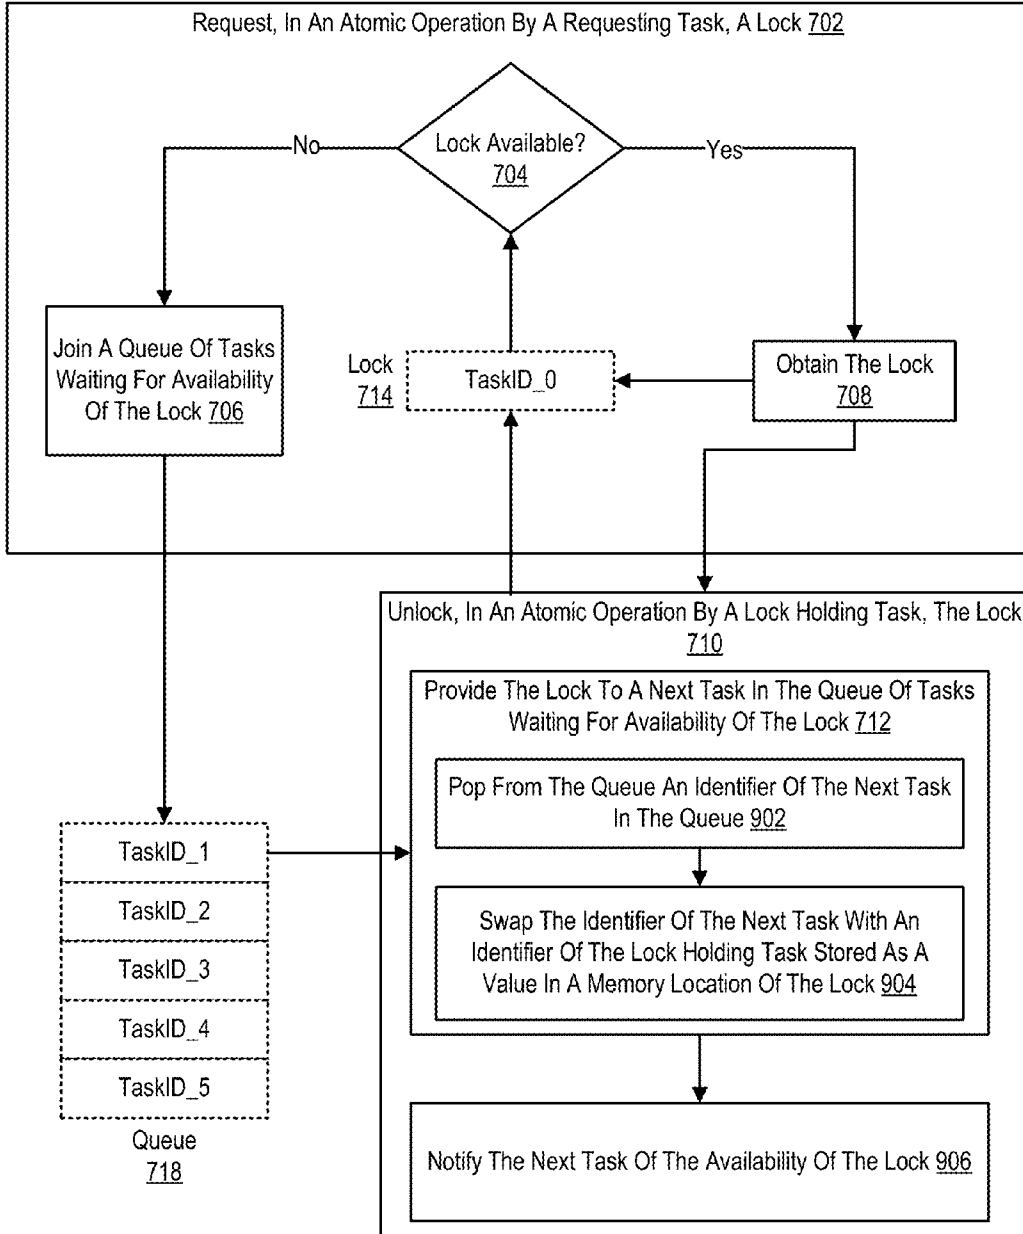 Request, In An Atomic Operation By A Requesting Task, A Lock 702
No
Lock Available?
704
Yes
Join A Queue Of Tasks
Waiting For Availability
Of The Lock 706
Lock
714
TaskID_0
Obtain The Lock
708
Unlock, In An Atomic Operation By A Lock Holding Task, The Lock
710
Provide The Lock To A Next Task In The Queue Of Tasks
Waiting For Availability Of The Lock 712
Pop From The Queue An Identifier Of The Next Task
In The Queue 902
Swap The Identifier Of The Next Task With An
Identifier Of The Lock Holding Task Stored As A
Value In A Memory Location Of The Lock 904
Notify The Next Task Of The Availability Of The Lock 906
TaskID_1
TaskID_2
TaskID_3
TaskID_4
TaskID_5
Queue
718